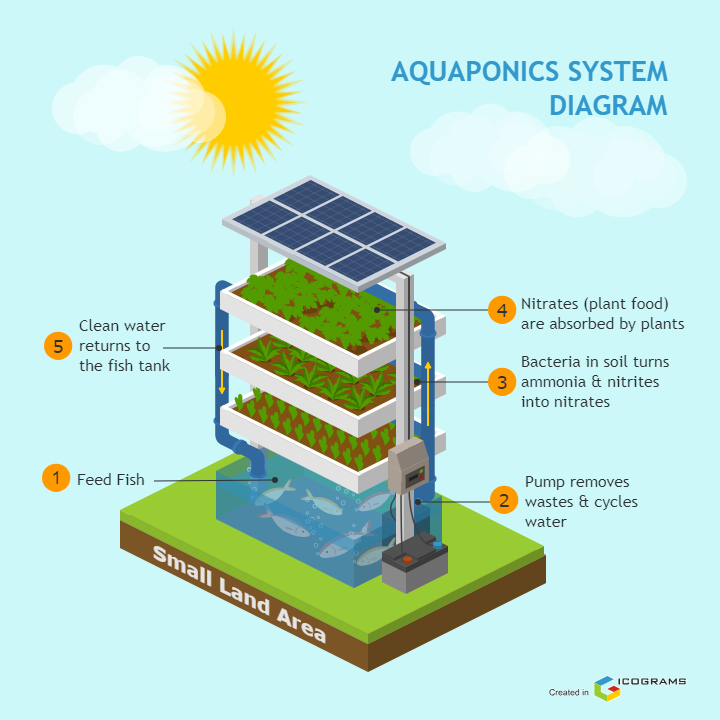 AQUAPONICS SYSTEM
DIAGRAM
4
Nitrates (plant food)
are absorbed by plants
5
Clean water
returns to
the fish tank
3
Bacteria in soil turns
ammonia & nitrites
into nitrates
1
Feed Fish
2
Pump removes
wastes & cycles
water
Small Land Area
Created in
ICOGRAMS